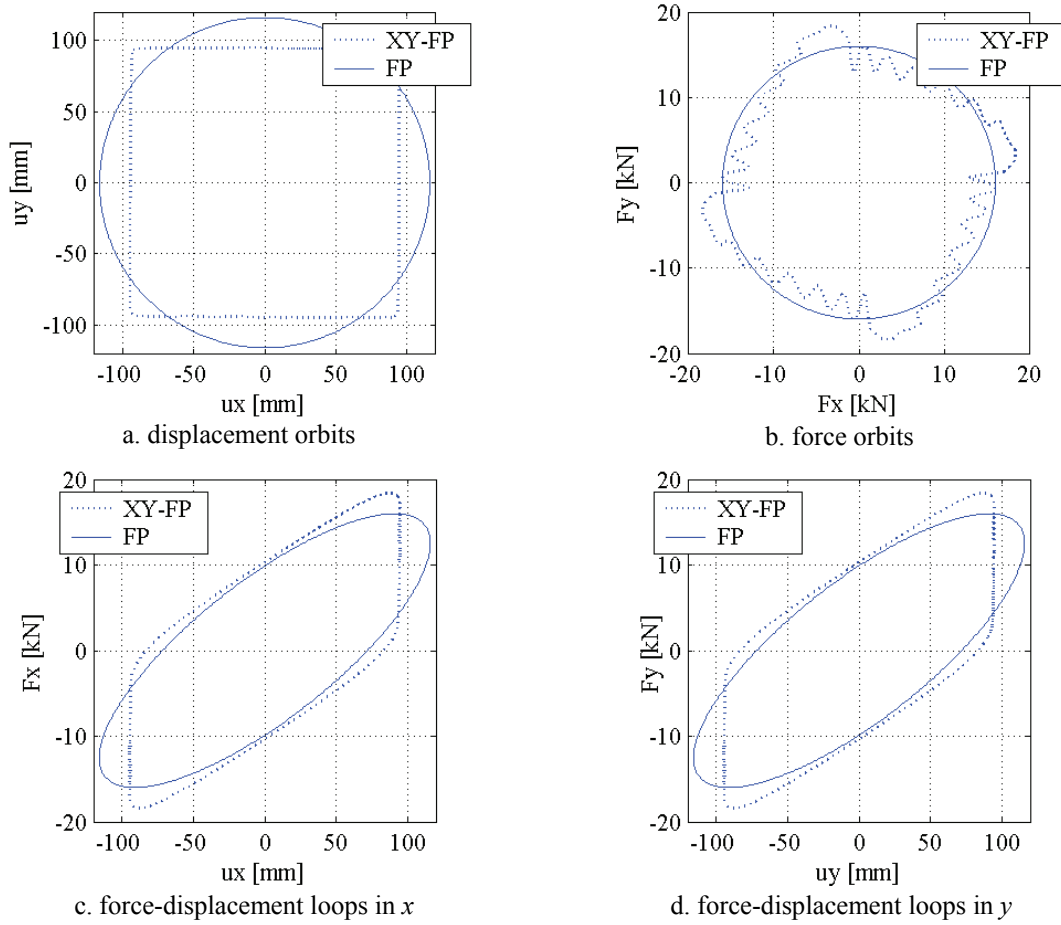 XY-FP
FP
100
50
0
-50
-100
uy [mm]
-100 -50 0 50 100
ux [mm]
a. displacement orbits
XY-FP
FP
20
10
0
-10
-20
Fy [kN]
-20 -10 0 10 20
Fx [kN]
b. force orbits
XY-FP
FP
20
10
0
-10
-20
Fx [kN]
-100 -50 0 50 100
ux [mm]
c. force-displacement loops in x
XY-FP
FP
20
10
0
-10
-20
Fy [kN]
-100 -50 0 50 100
uy [mm]
d. force-displacement loops in y